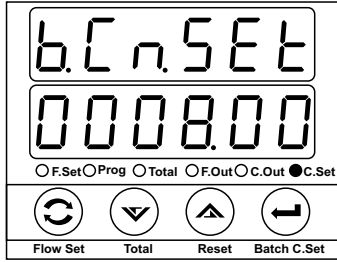 b.Cn.SEt
0008.00
F.Set Prog Total F.Out C.Out C.Set
Flow Set Total Reset Batch C.Set